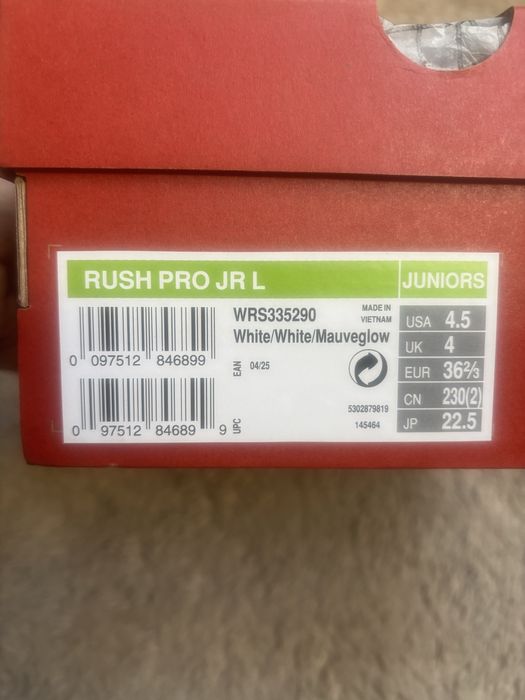 RUSH PRO JR L
JUNIORS
WRS335290
White/White/Mauveglow
MADE IN
VIETNAM
0 097512 846899
EAN
04/25
0 97512 84689 9
UPC
5302879819
145464
USA 4.5
UK 4
EUR 36⅔
CN 230(2)
JP 22.5